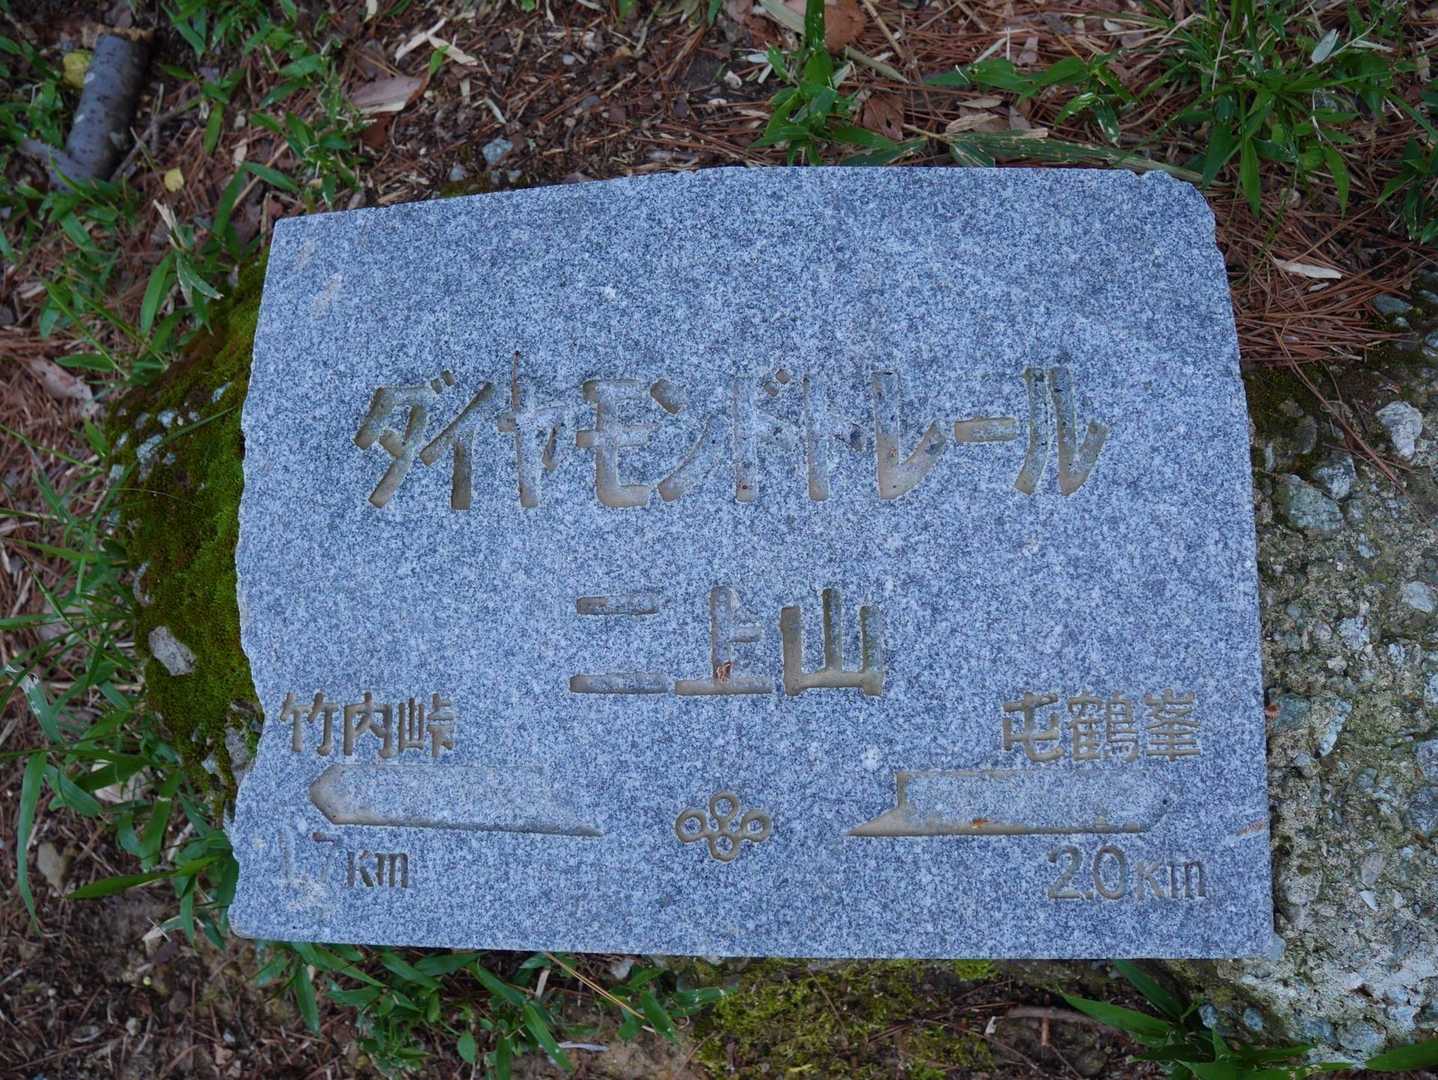 ダイヤモンドトレール
二上山
竹内峠
屯鶴峯
1.7Km
2.0Km